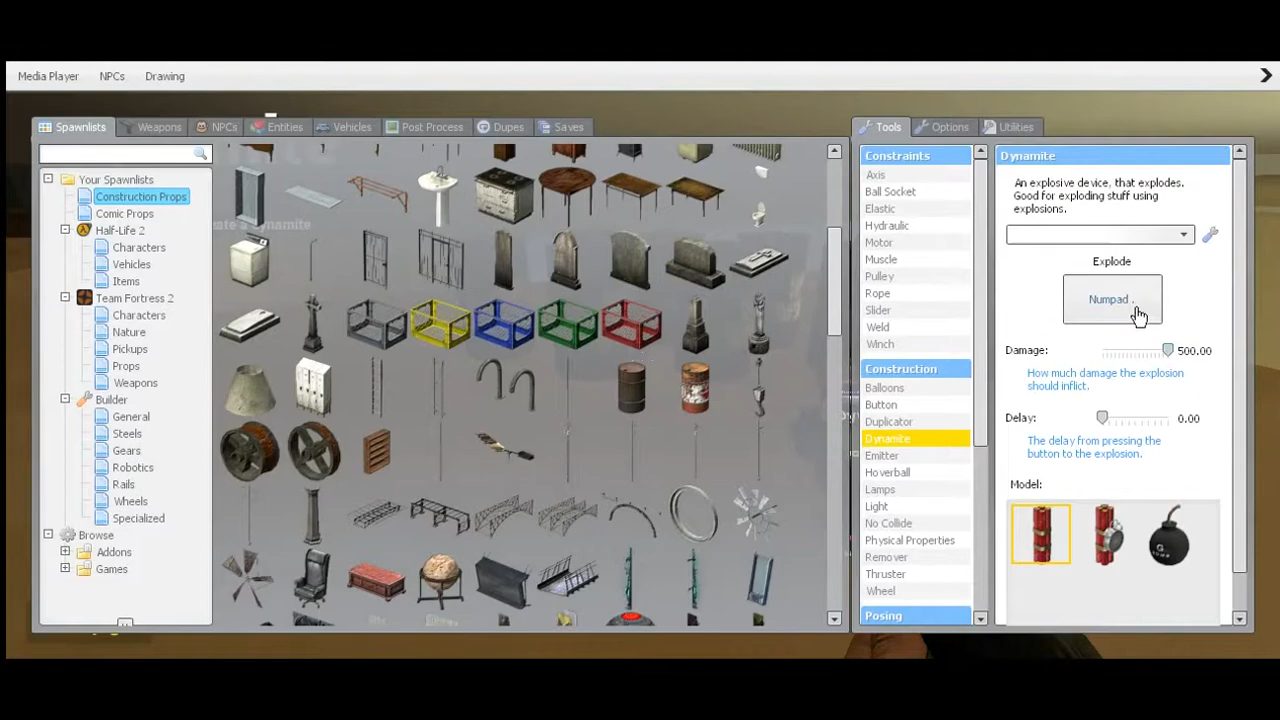 Media Player NPCs Drawing
Spawnlists Weapons NPCs Entities Vehicles Post Process Dupes Saves
Your Spawnlists
Construction Props
Comic Props
Half-Life 2
Characters
Vehicles
Items
Team Fortress 2
Characters
Nature
Pickups
Props
Weapons
Builder
General
Steels
Gears
Robotics
Rails
Wheels
Specialized
Browse
Addons
Games
Tools Options Utilities
Constraints
Axis
Ball Socket
Elastic
Hydraulic
Motor
Muscle
Pulley
Rope
Slider
Weld
Winch
Construction
Balloons
Button
Duplicator
Dynamite
Emitter
Hoverball
Lamps
Light
No Collide
Physical Properties
Remover
Thruster
Wheel
Posing
Dynamite
An explosive device, that explodes.
Good for exploding stuff using
explosions.
Explode
Numpad .
Damage: 500.00
How much damage the explosion
should inflict.
Delay: 0.00
The delay from pressing the
button to the explosion.
Model: